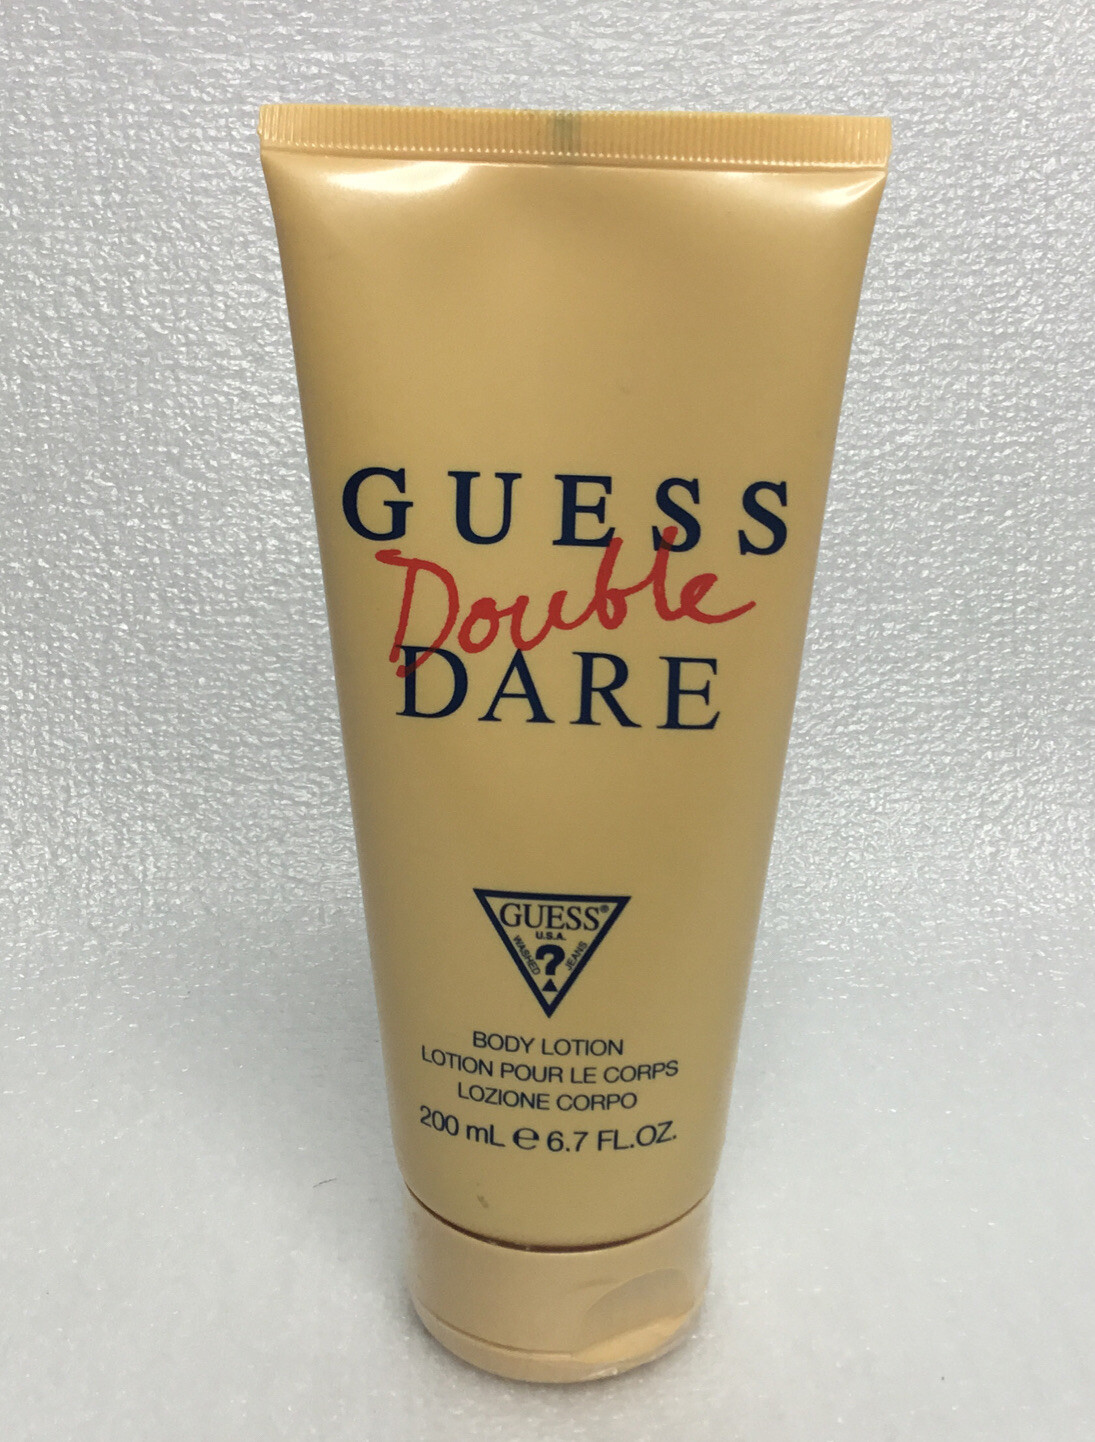 GUESS
Double
DARE
GUESS®
U.S.A.
WASHED ? JEANS
BODY LOTION
LOTION POUR LE CORPS
LOZIONE CORPO
200 mL ℮ 6.7 FL.OZ.